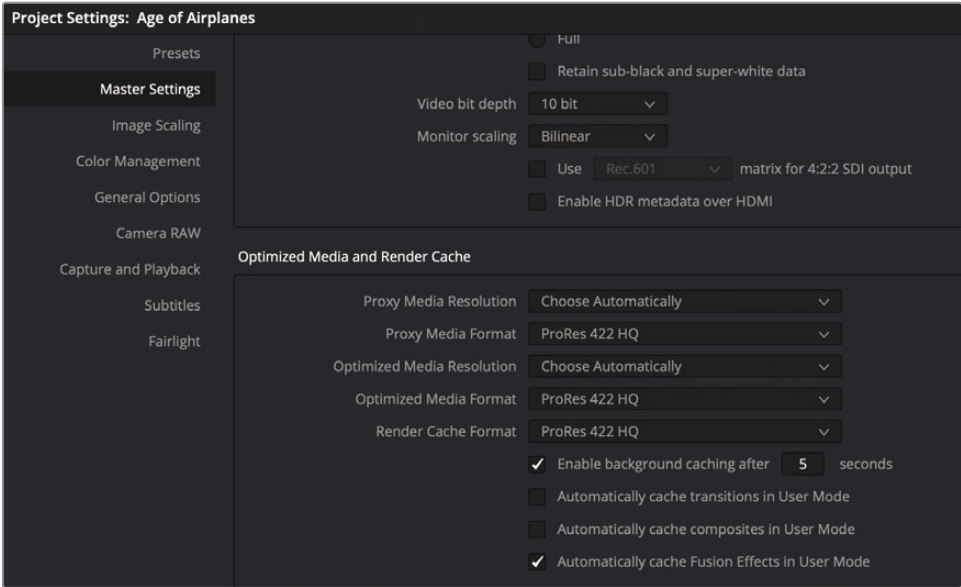 Project Settings: Age of Airplanes
Presets
Master Settings
Image Scaling
Color Management
General Options
Camera RAW
Capture and Playback
Subtitles
Fairlight
Full
Retain sub-black and super-white data
Video bit depth 10 bit
Monitor scaling Bilinear
Use Rec.601 matrix for 4:2:2 SDI output
Enable HDR metadata over HDMI
Optimized Media and Render Cache
Proxy Media Resolution Choose Automatically
Proxy Media Format ProRes 422 HQ
Optimized Media Resolution Choose Automatically
Optimized Media Format ProRes 422 HQ
Render Cache Format ProRes 422 HQ
Enable background caching after 5 seconds
Automatically cache transitions in User Mode
Automatically cache composites in User Mode
Automatically cache Fusion Effects in User Mode